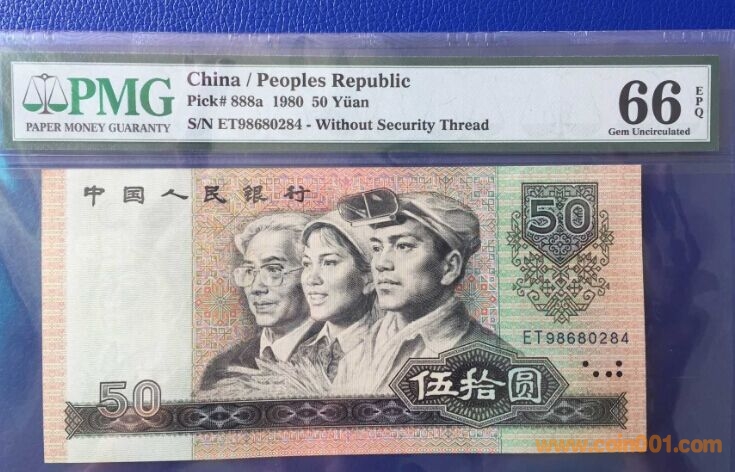 PMG
PAPER MONEY GUARANTY
China / Peoples Republic
Pick# 888a 1980 50 Yüan
S/N ET98680284 - Without Security Thread
66 EPQ
Gem Uncirculated
中国人民银行
50
ET98680284
50
伍拾圆
www.coin001.com